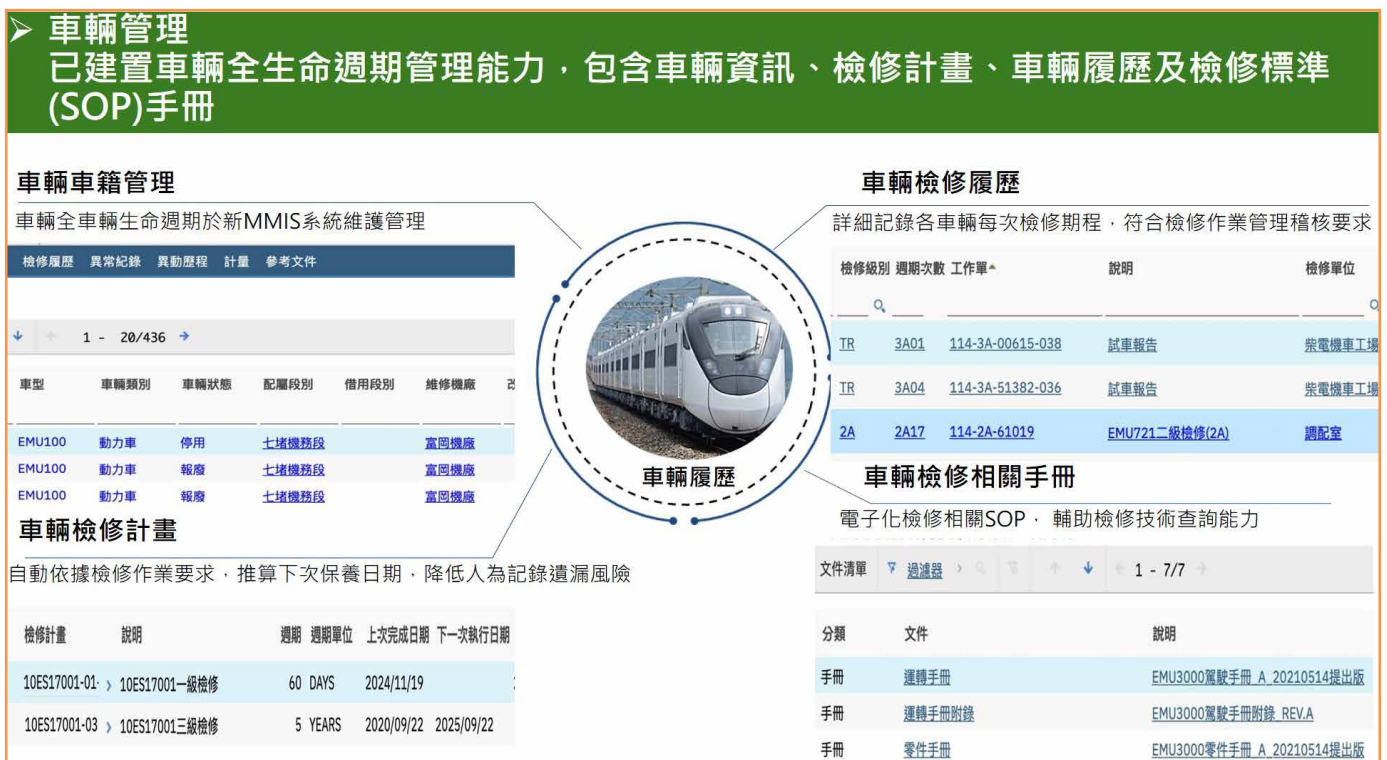 ➢ 車輛管理
已建置車輛全生命週期管理能力，包含車輛資訊、檢修計畫、車輛履歷及檢修標準
(SOP)手冊
車輛車籍管理
車輛全車輛生命週期於新MMIS系統維護管理
檢修履歷 異常紀錄 異動歷程 計量 參考文件
1 - 20/436
車型 車輛類別 車輛狀態 配屬段別 借用段別 維修機廠
EMU100 動力車 停用 七堵機務段 富岡機廠
EMU100 動力車 報廢 七堵機務段 富岡機廠
EMU100 動力車 報廢 七堵機務段 富岡機廠
車輛檢修計畫
自動依據檢修作業要求，推算下次保養日期，降低人為記錄遺漏風險
檢修計畫 說明 週期 週期單位 上次完成日期 下一次執行日期
10ES17001-01- 10ES17001一級檢修 60 DAYS 2024/11/19
10ES17001-03 10ES17001三級檢修 5 YEARS 2020/09/22 2025/09/22
車輛履歷
車輛檢修履歷
詳細記錄各車輛每次檢修期程，符合檢修作業管理稽核要求
檢修級別 週期次數 工作單 說明 檢修單位
TR 3A01 114-3A-00615-038 試車報告 柴電機車工場
TR 3A04 114-3A-51382-036 試車報告 柴電機車工場
2A 2A17 114-2A-61019 EMU721二級檢修(2A) 調配室
車輛檢修相關手冊
電子化檢修相關SOP， 輔助檢修技術查詢能力
文件清單 過濾器 1 - 7/7
分類 文件 說明
手冊 運轉手冊 EMU3000駕駛手冊_A_20210514提出版
手冊 運轉手冊附錄 EMU3000駕駛手冊附錄_REV.A
手冊 零件手冊 EMU3000零件手冊_A_20210514提出版